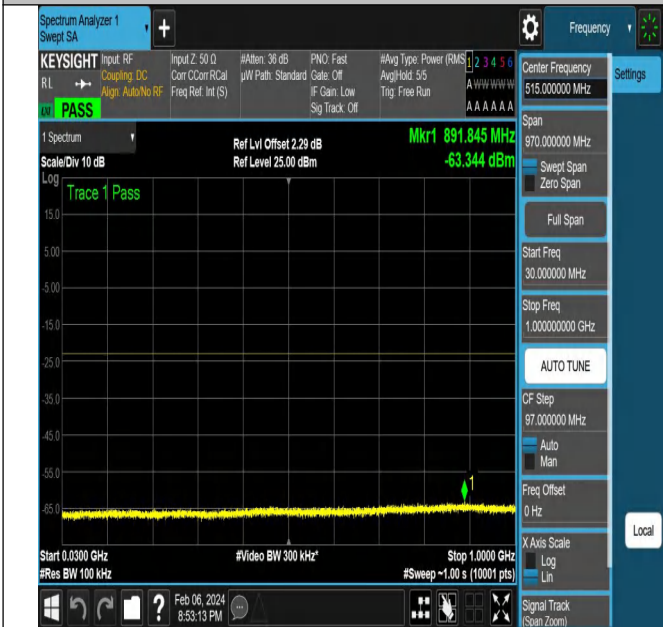 Spectrum Analyzer 1
Swept SA
+
Frequency
KEYSIGHT
RL
PASS
Input: RF
Coupling: DC
Align: Auto/No RF
Input Z: 50 Ω
Corr CCorr RCal
Freq Ref: Int (S)
#Atten: 36 dB
µW Path: Standard
PNO: Fast
Gate: Off
IF Gain: Low
Sig Track: Off
#Avg Type: Power (RMS
Avg|Hold: 5/5
Trig: Free Run
1 2 3 4 5 6
A W W W W W
A A A A A A
1 Spectrum
Scale/Div 10 dB
Log
Ref Lvl Offset 2.29 dB
Ref Level 25.00 dBm
Mkr1 891.845 MHz
-63.344 dBm
Trace 1 Pass
15.0
5.00
-5.00
-15.0
-25.0
-35.0
-45.0
-55.0
-65.0
1
Start 0.0300 GHz
#Res BW 100 kHz
#Video BW 300 kHz*
Stop 1.0000 GHz
#Sweep ~1.00 s (10001 pts)
Center Frequency
515.000000 MHz
Settings
Span
970.000000 MHz
Swept Span
Zero Span
Full Span
Start Freq
30.000000 MHz
Stop Freq
1.000000000 GHz
AUTO TUNE
CF Step
97.000000 MHz
Auto
Man
Freq Offset
0 Hz
Local
X Axis Scale
Log
Lin
Signal Track
(Span Zoom)
?
Feb 06, 2024
8:53:13 PM